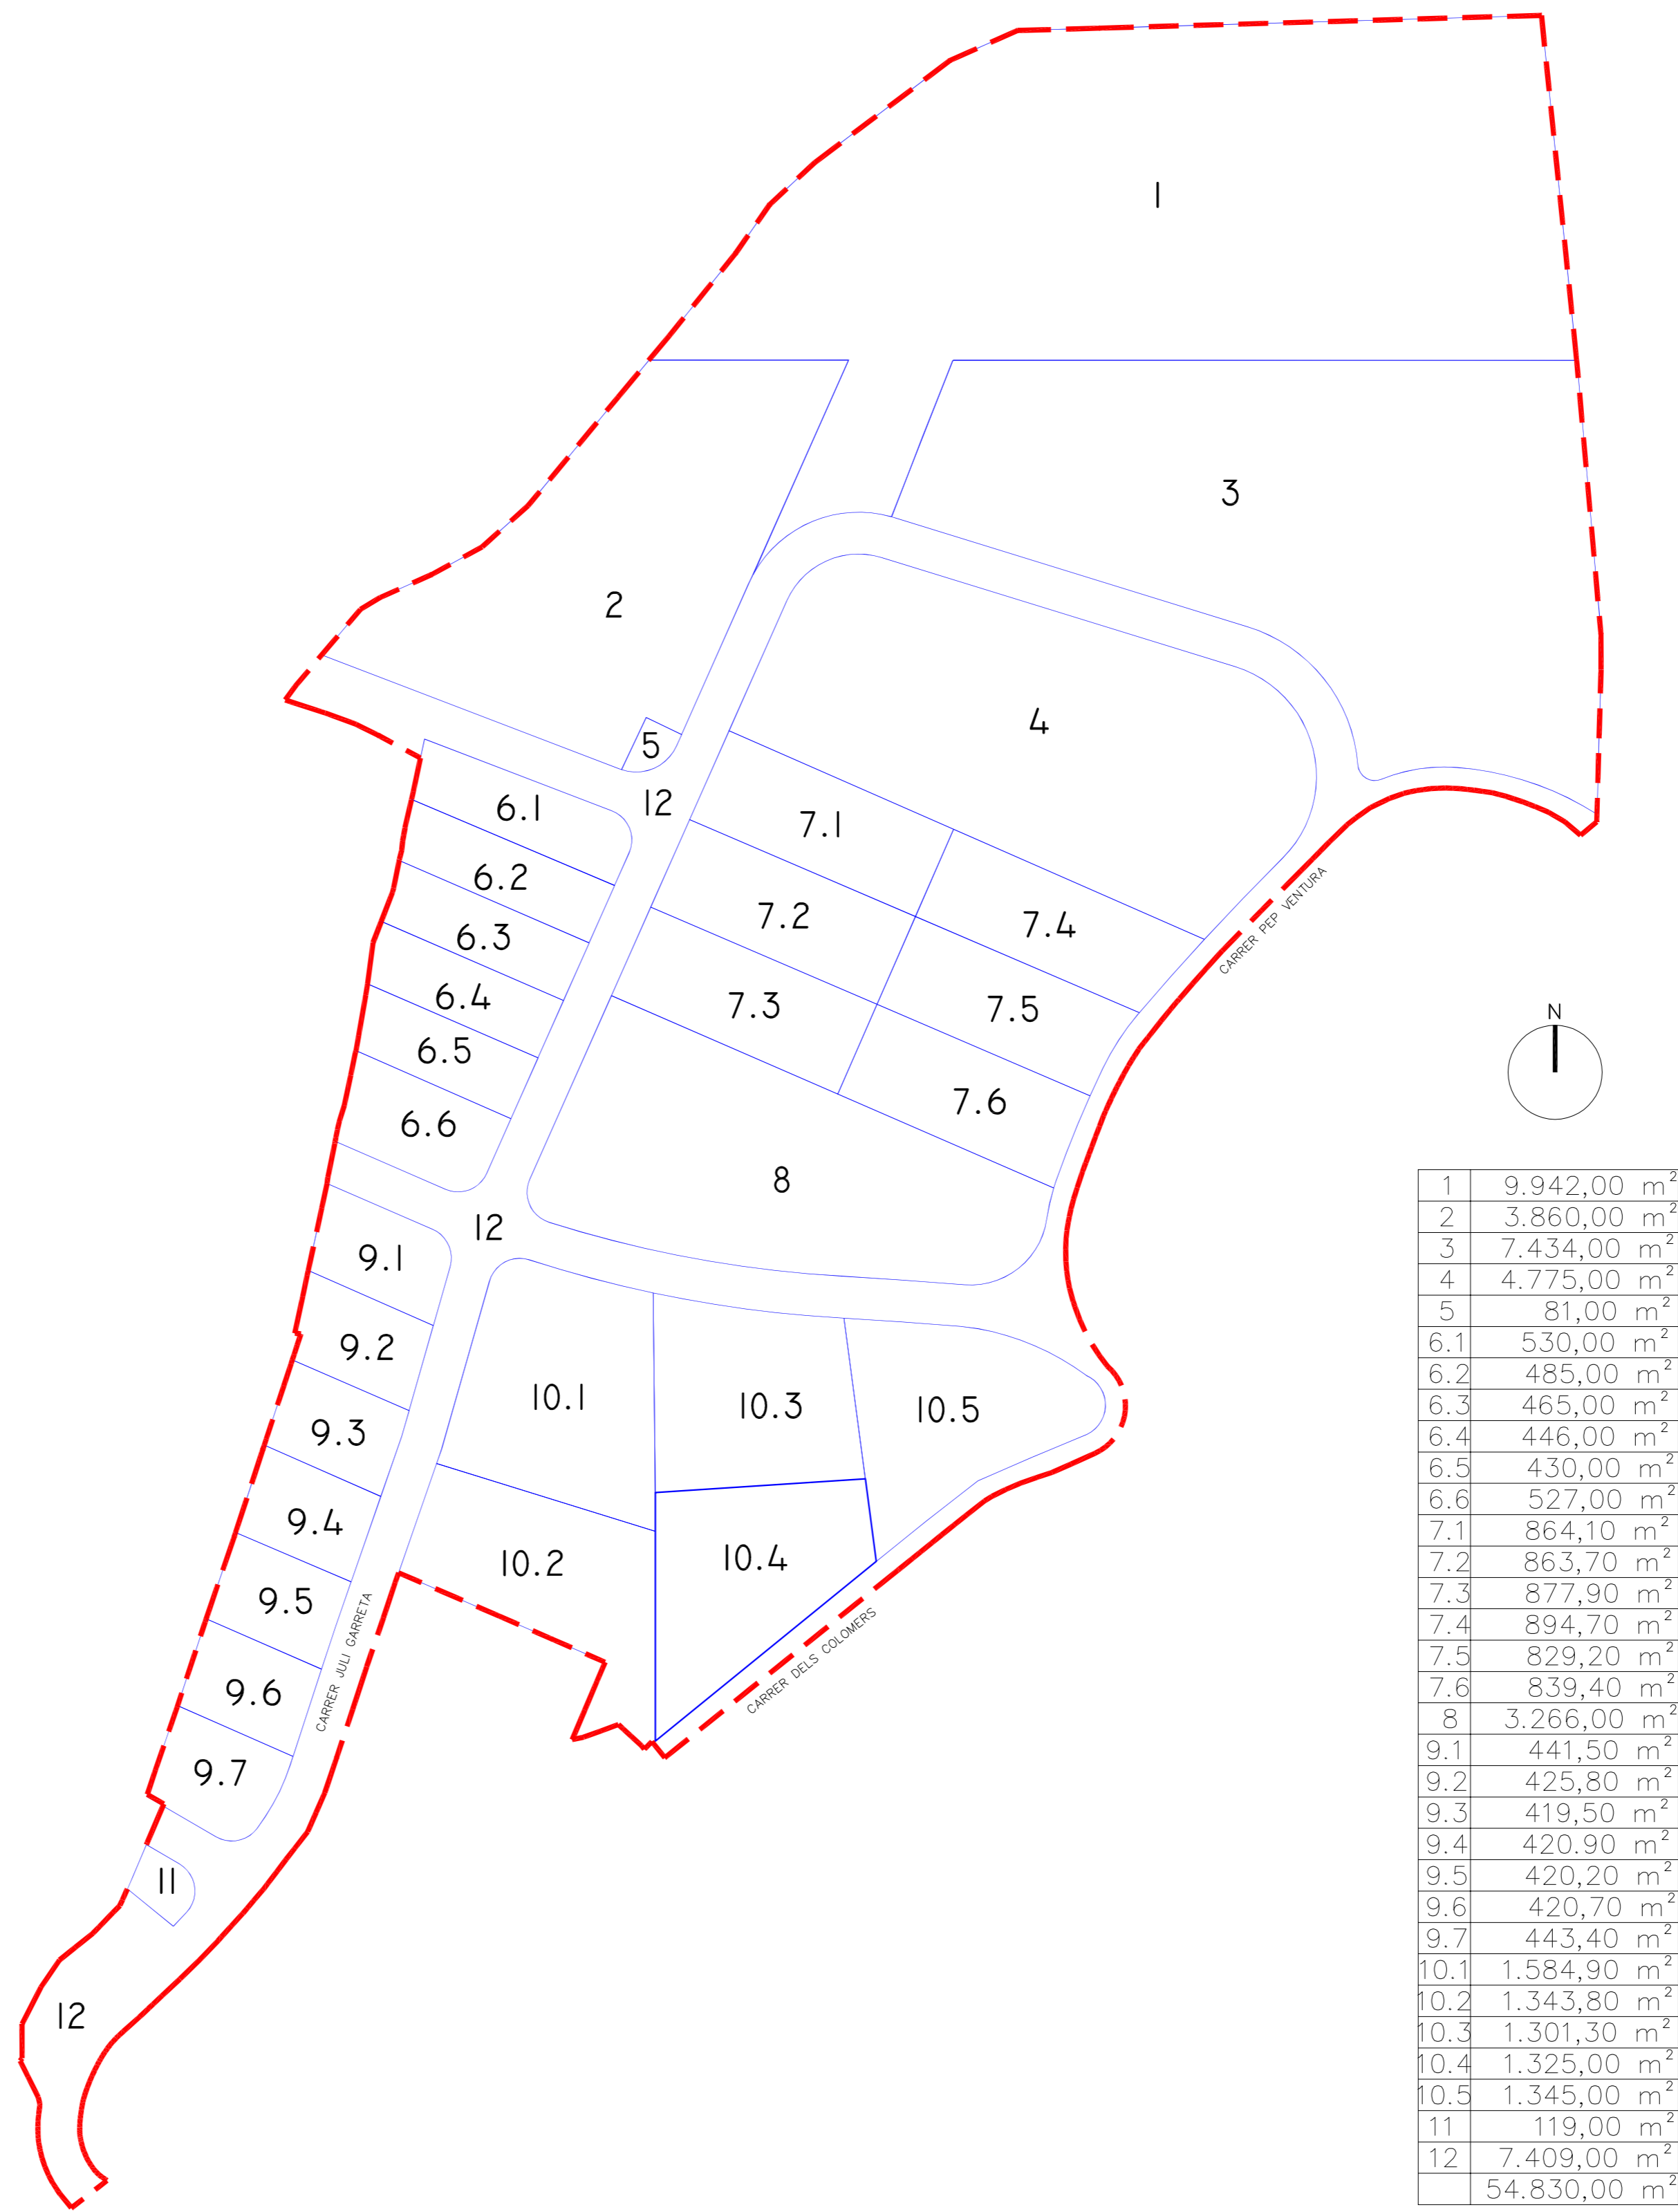 1
3
2
4
5
12
6.1
7.1
6.2
7.2
7.4
6.3
6.4
7.3
7.5
6.5
7.6
6.6
8
12
9.1
9.2
10.1
10.3
10.5
9.3
9.4
10.2
10.4
9.5
9.6
9.7
11
12
CARRER PEP VENTURA
CARRER JULI GARRETA
CARRER DELS COLOMERS
N
1 9.942,00 m²
2 3.860,00 m²
3 7.434,00 m²
4 4.775,00 m²
5 81,00 m²
6.1 530,00 m²
6.2 485,00 m²
6.3 465,00 m²
6.4 446,00 m²
6.5 430,00 m²
6.6 527,00 m²
7.1 864,10 m²
7.2 863,70 m²
7.3 877,90 m²
7.4 894,70 m²
7.5 829,20 m²
7.6 839,40 m²
8 3.266,00 m²
9.1 441,50 m²
9.2 425,80 m²
9.3 419,50 m²
9.4 420.90 m²
9.5 420,20 m²
9.6 420,70 m²
9.7 443,40 m²
10.1 1.584,90 m²
10.2 1.343,80 m²
10.3 1.301,30 m²
10.4 1.325,00 m²
10.5 1.345,00 m²
11 119,00 m²
12 7.409,00 m²
54.830,00 m²